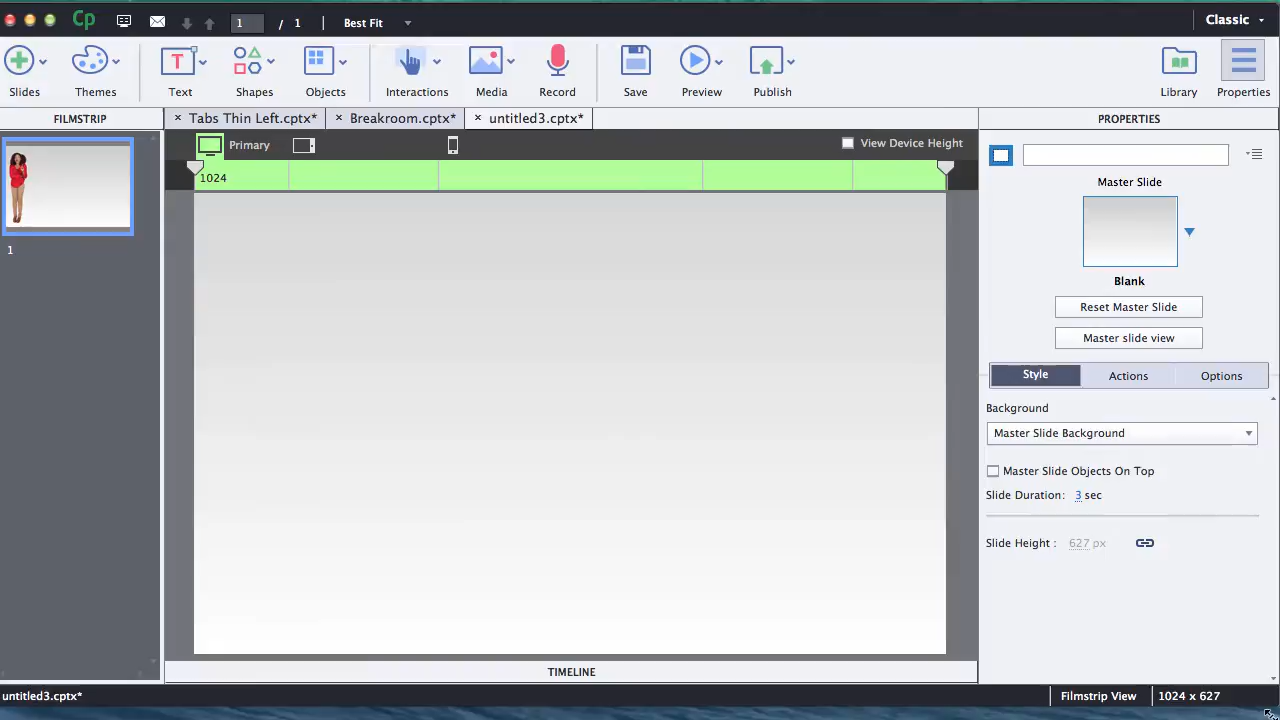 Cp
1 / 1
Best Fit
Classic
Slides
Themes
Text
Shapes
Objects
Interactions
Media
Record
Save
Preview
Publish
Library
Properties
FILMSTRIP
× Tabs Thin Left.cptx*
× Breakroom.cptx*
× untitled3.cptx*
PROPERTIES
Primary
View Device Height
1024
1
Master Slide
Blank
Reset Master Slide
Master slide view
Style
Actions
Options
Background
Master Slide Background
Master Slide Objects On Top
Slide Duration: 3 sec
Slide Height : 627 px
TIMELINE
untitled3.cptx*
Filmstrip View
1024 x 627